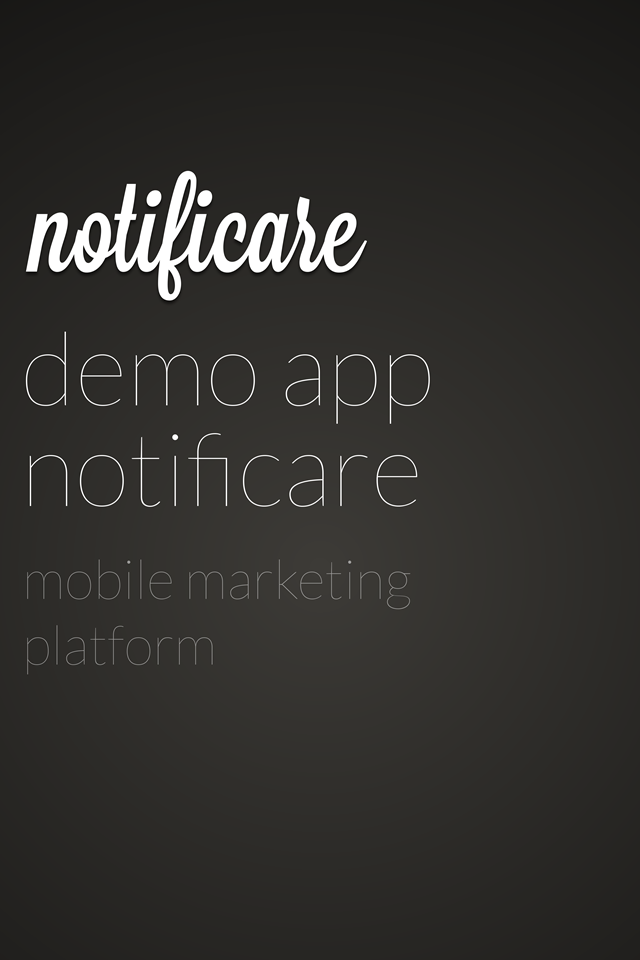 notificare
demo app
notificare
mobile marketing
platform